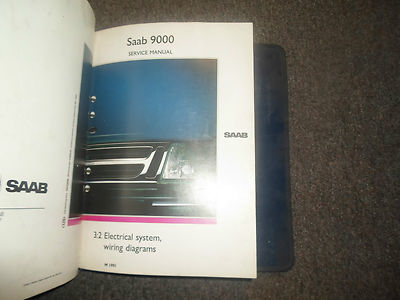 SAAB
Saab 9000
SERVICE MANUAL
SAAB
3:2 Electrical system,
wiring diagrams